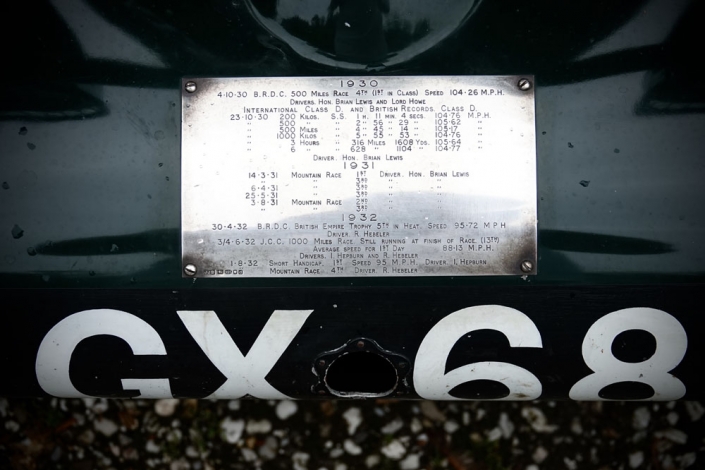 1930
4·10·30 B.R.D.C. 500 Miles Race 4TH (1ST in Class) Speed 104·26 M.P.H.
Drivers. Hon. Brian Lewis and Lord Howe
International Class D. and British Records Class D.
23·10·30 200 Kilos. S.S. 1 H. 11 Min. 4 Secs. 104·76 M.P.H.
" 500 " 2 " 56 " 29 " 105·62 "
" 500 Miles " 4 " 45 " 14 " 105·17 "
" 1000 Kilos " 5 " 55 " 53 " 104·76 "
" 3 Hours " 316 Miles 1608 Yds. 105·64 "
" 6 " " 628 " 1104 " 104·77 "
Driver. Hon. Brian Lewis
1931
14·3·31 Mountain Race 1ST Driver. Hon. Brian Lewis
" " 3RD " "
6·4·31 " 3RD " "
25·5·31 " 3RD " "
3·8·31 Mountain Race 2ND " "
" " 3RD " "
1932
30·4·32 B.R.D.C. British Empire Trophy 5TH in Heat. Speed. 95·72 M.P.H
Driver. R. Hebeler
3/4·6·32 J.C.C. 1000 Miles Race. Still running at finish of Race. (13TH)
Average speed for 1ST Day 88·13 M.P.H.
Drivers. I. Hepburn and R. Hebeler
1·8·32 Short Handicap. 1ST Speed 95 M.P.H. Driver. I. Hepburn
Mountain Race 4TH Driver. R. Hebeler
GX 68